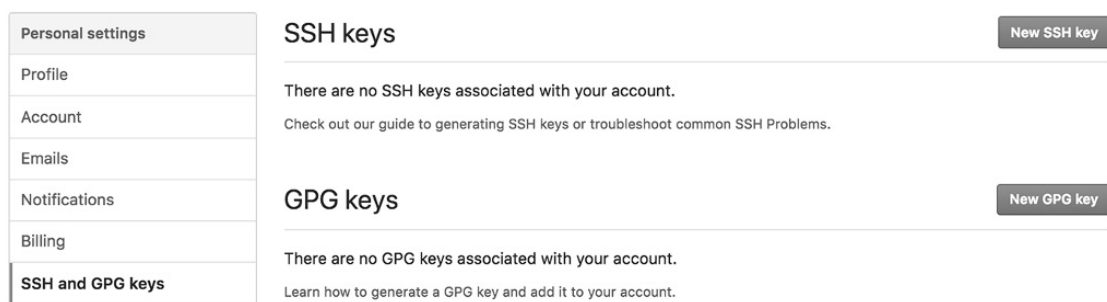 Personal settings
Profile
Account
Emails
Notifications
Billing
SSH and GPG keys
SSH keys
New SSH key
There are no SSH keys associated with your account.
Check out our guide to generating SSH keys or troubleshoot common SSH Problems.
GPG keys
New GPG key
There are no GPG keys associated with your account.
Learn how to generate a GPG key and add it to your account.